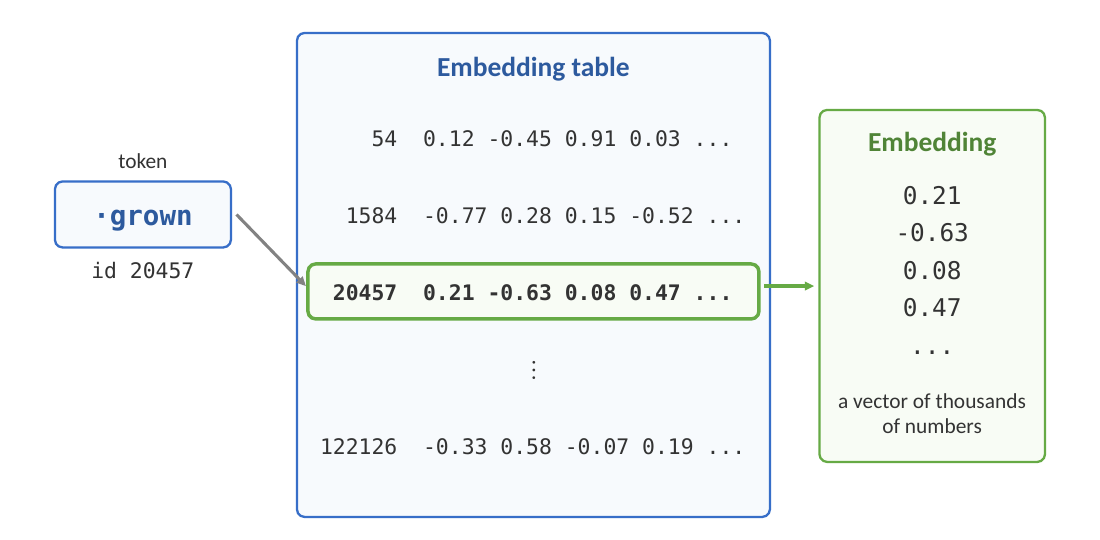 token
·grown
id 20457
Embedding table
54 0.12 -0.45 0.91 0.03 ...
1584 -0.77 0.28 0.15 -0.52 ...
20457 0.21 -0.63 0.08 0.47 ...
⋮
122126 -0.33 0.58 -0.07 0.19 ...
Embedding
0.21
-0.63
0.08
0.47
...
a vector of thousands
of numbers